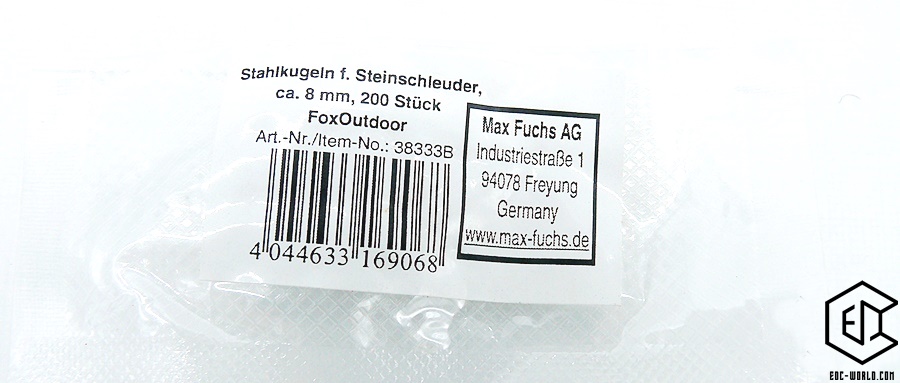 Stahlkugeln f. Steinschleuder,
ca. 8 mm, 200 Stück
FoxOutdoor
Art.-Nr./Item-No.: 38333B
4 044633 169068
Max Fuchs AG
Industriestraße 1
94078 Freyung
Germany
www.max-fuchs.de
EDC
EDC-WORLD.COM